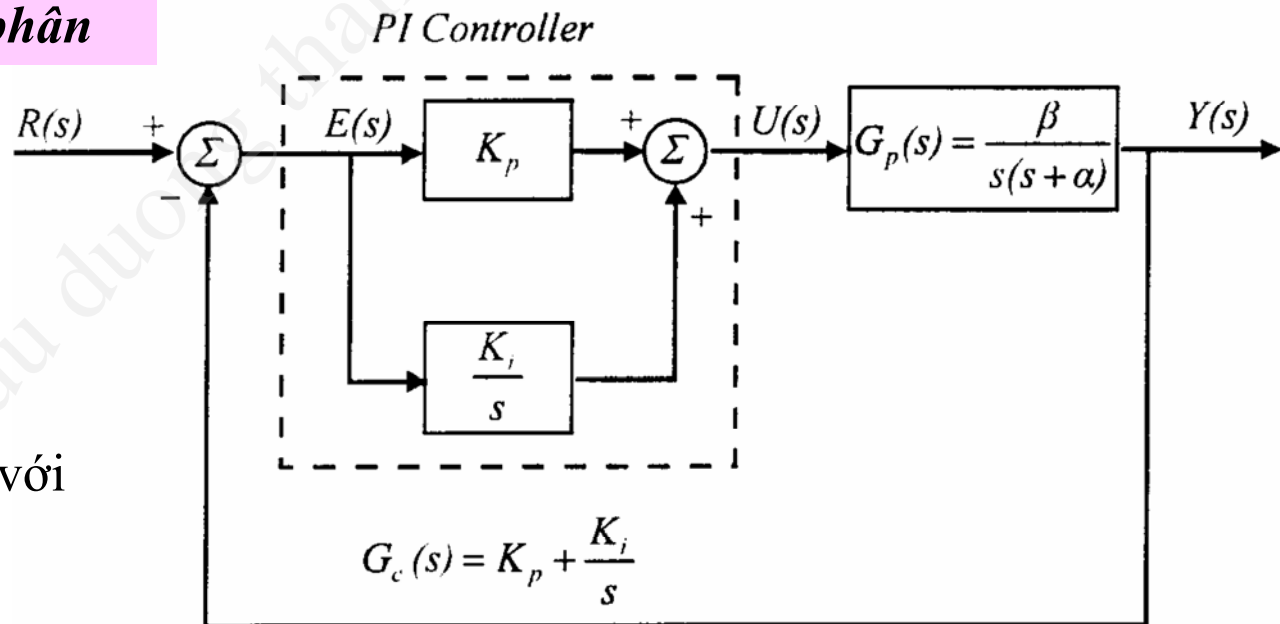 phân
PI Controller
R(s) + Σ − E(s) K_p + Σ + U(s) G_p(s) = β / s(s + α) Y(s)
K_i / s
với
G_c(s) = K_p + K_i / s